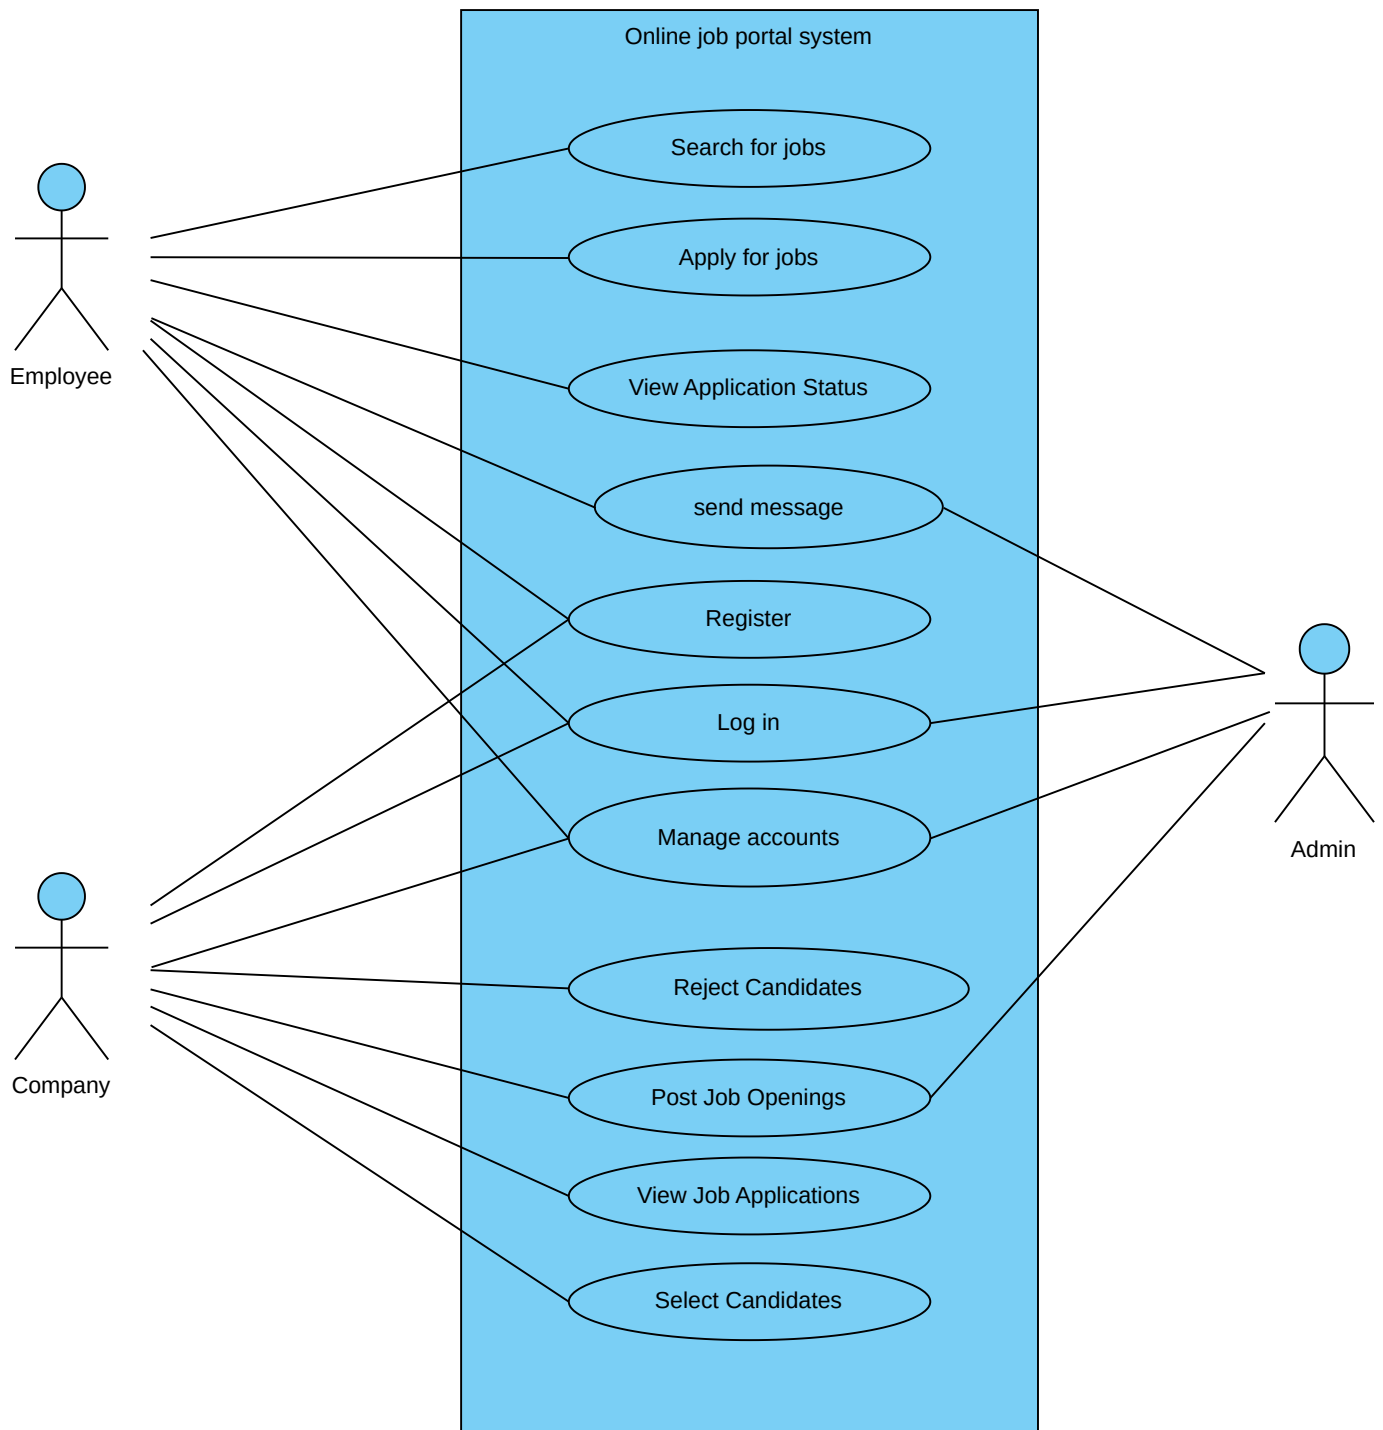 Online job portal system
Search for jobs
Apply for jobs
Employee
View Application Status
send message
Register
Log in
Manage accounts
Admin
Reject Candidates
Company
Post Job Openings
View Job Applications
Select Candidates